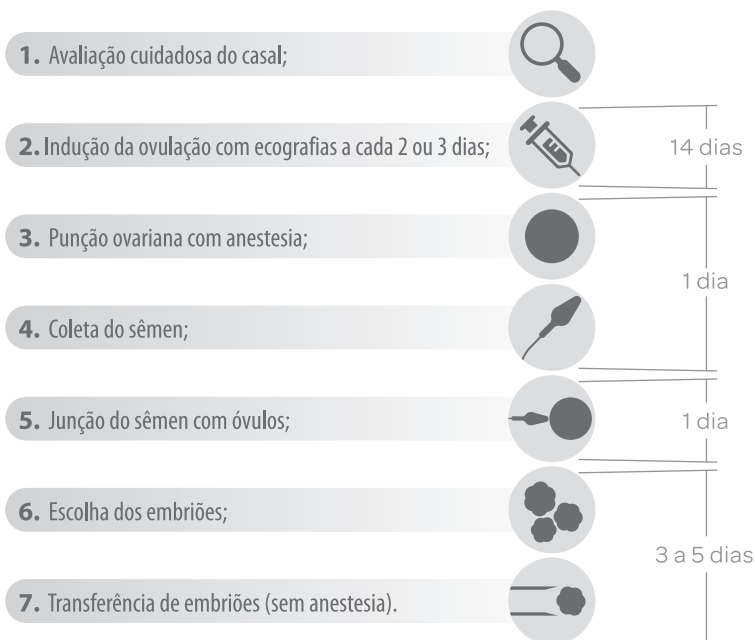 1. Avaliação cuidadosa do casal;
2. Indução da ovulação com ecografias a cada 2 ou 3 dias;
14 dias
3. Punção ovariana com anestesia;
1 dia
4. Coleta do sêmen;
5. Junção do sêmen com óvulos;
1 dia
6. Escolha dos embriões;
3 a 5 dias
7. Transferência de embriões (sem anestesia).